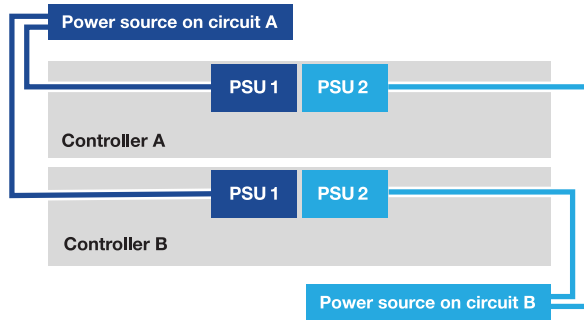 Power source on circuit A
PSU 1
PSU 2
Controller A
PSU 1
PSU 2
Controller B
Power source on circuit B